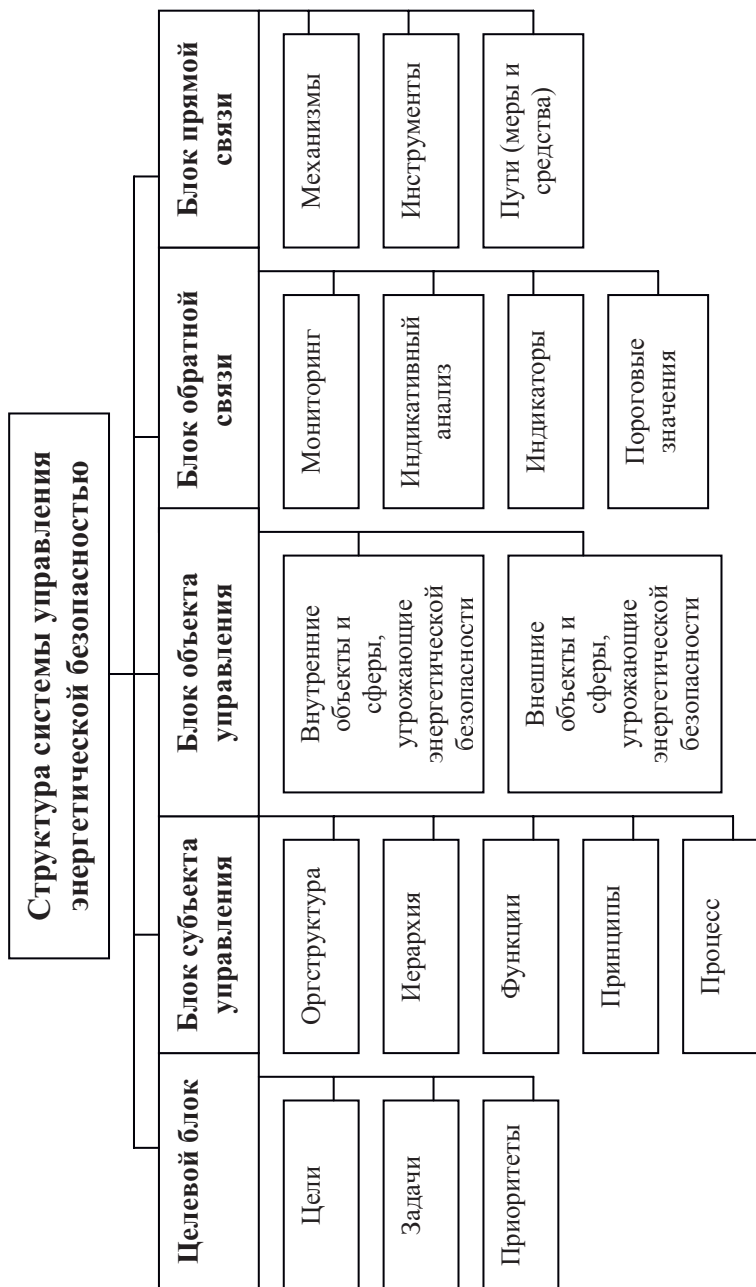 Структура системы управления
энергетической безопасностью
Целевой блок
Цели
Задачи
Приоритеты
Блок субъекта
управления
Оргструктура
Иерархия
Функции
Принципы
Процесс
Блок объекта
управления
Внутренние
объекты и
сферы,
угрожающие
энергетической
безопасности
Внешние
объекты и
сферы,
угрожающие
энергетической
безопасности
Блок обратной
связи
Мониторинг
Индикативный
анализ
Индикаторы
Пороговые
значения
Блок прямой
связи
Механизмы
Инструменты
Пути (меры и
средства)